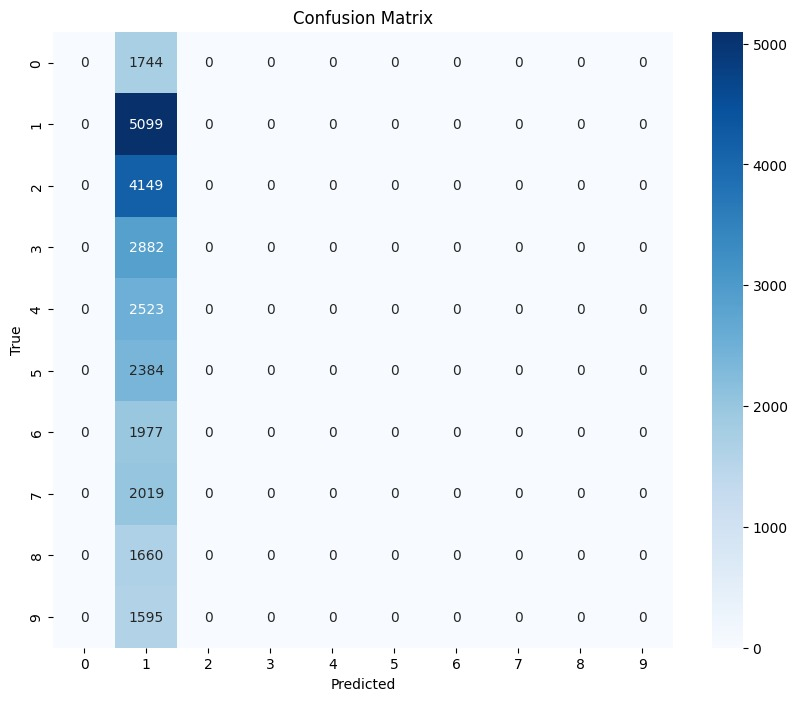 Confusion Matrix
0 0 1744 0 0 0 0 0 0 0 0
1 0 5099 0 0 0 0 0 0 0 0
2 0 4149 0 0 0 0 0 0 0 0
3 0 2882 0 0 0 0 0 0 0 0
4 0 2523 0 0 0 0 0 0 0 0
5 0 2384 0 0 0 0 0 0 0 0
6 0 1977 0 0 0 0 0 0 0 0
7 0 2019 0 0 0 0 0 0 0 0
8 0 1660 0 0 0 0 0 0 0 0
9 0 1595 0 0 0 0 0 0 0 0
0 1 2 3 4 5 6 7 8 9
Predicted
True
5000
4000
3000
2000
1000
0